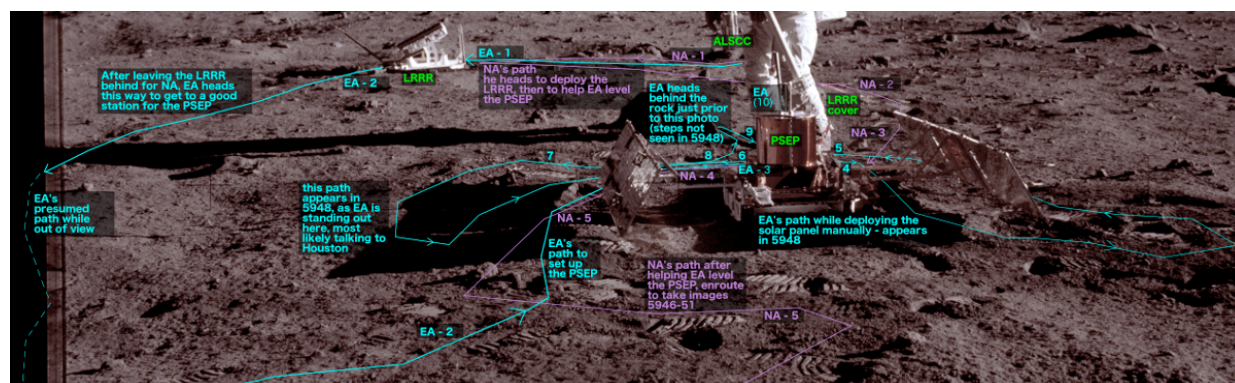 ALSCC
EA - 1
NA - 1
LRRR
EA - 2
After leaving the LRRR
behind for NA, EA heads
this way to get to a good
station for the PSEP
NA's path
he heads to deploy the
LRRR, then to help EA level
the PSEP
EA heads
behind the
rock just prior
to this photo
(steps not
seen in 5948)
EA
(10)
NA - 2
LRRR
cover
NA - 3
9
PSEP
5
7
8
6
EA - 3
4
NA - 4
EA's
presumed
path while
out of view
this path
appears in
5948, as EA is
standing out
here, most
likely talking to
Houston
NA - 5
EA's path while deploying the
solar panel manually - appears
in 5948
EA's
path to
set up
the PSEP
NA's path after
helping EA level
the PSEP, enroute
to take images
5946-51
EA - 2
NA - 5